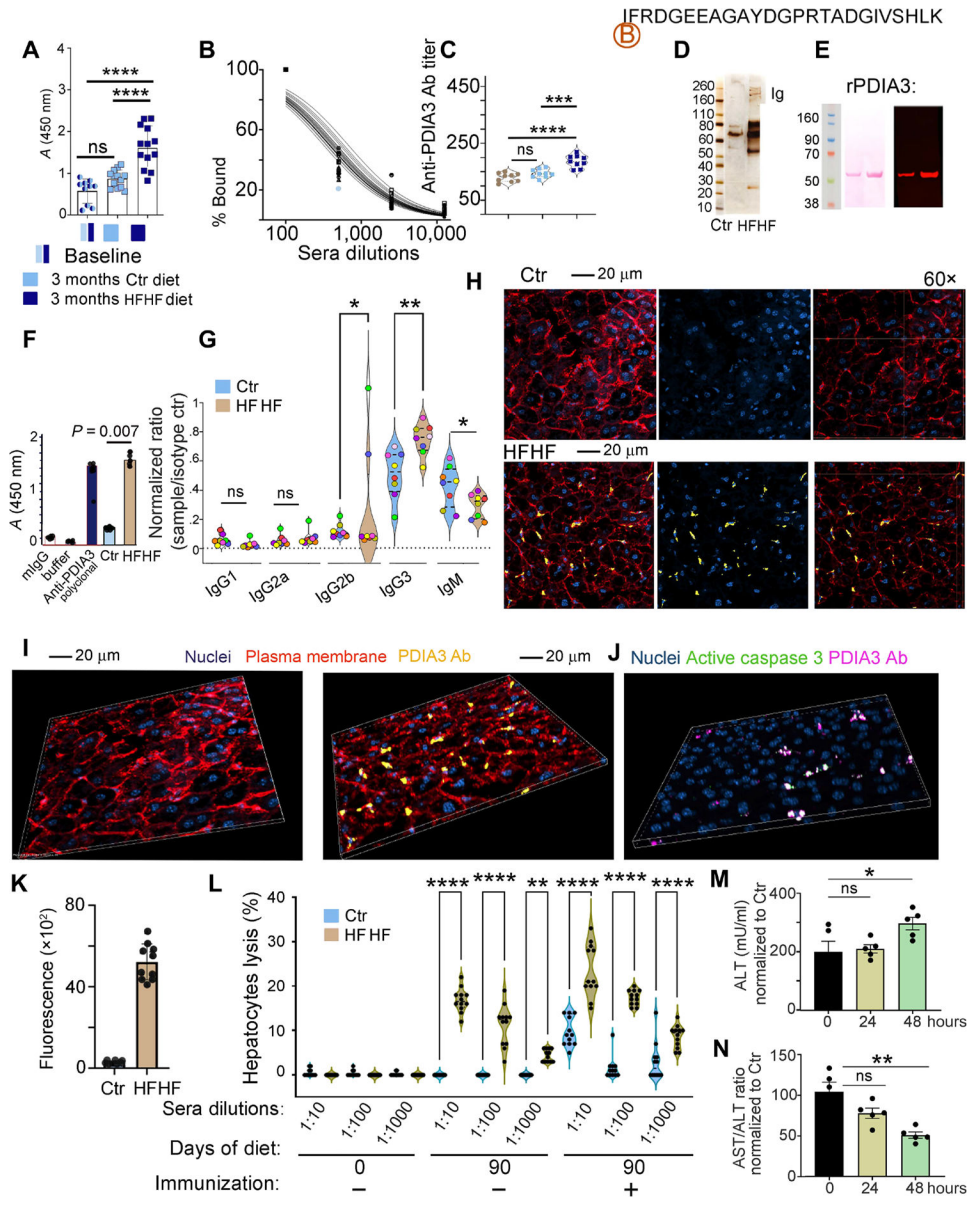 IFRDGEEAGAYDGPRTADGIVSHLK
B
A
4
3
2
1
0
A (450 nm)
****
****
ns
Baseline
3 months Ctr diet
3 months HFHF diet
B
100
80
60
40
20
% Bound
100
1,000
10,000
Sera dilutions
C
Anti-PDIA3 Ab titer
450
250
50
***
****
ns
D
260
160
110
80
60
50
40
30
20
10
Ig
Ctr HFHF
E
rPDIA3:
160
90
70
50
38
F
P = 0.007
2
1
0
A (450 nm)
mIgG
buffer
Anti-PDIA3
polyclonal
Ctr
HFHF
G
Ctr
HF HF
Normalized ratio
(sample/isotype ctr)
1
.8
.6
.4
.2
0
ns
ns
*
**
*
IgG1
IgG2a
IgG2b
IgG3
IgM
H
Ctr
20 μm
60×
HFHF
20 μm
I
20 μm
Nuclei Plasma membrane PDIA3 Ab
20 μm
J
Nuclei Active caspase 3 PDIA3 Ab
K
Fluorescence (×10²)
80
40
0
Ctr HFHF
L
Hepatocytes lysis (%)
40
30
20
10
0
Ctr
HF HF
**** **** ** **** **** ****
Sera dilutions: 1:10 1:100 1:1000 1:10 1:100 1:1000 1:10 1:100 1:1000
Days of diet: 0 90 90
Immunization: − − +
M
ALT (mU/ml)
normalized to Ctr
400
200
0
ns
*
0 24 48 hours
N
AST/ALT ratio
normalized to Ctr
100
50
0
ns
**
0 24 48 hours